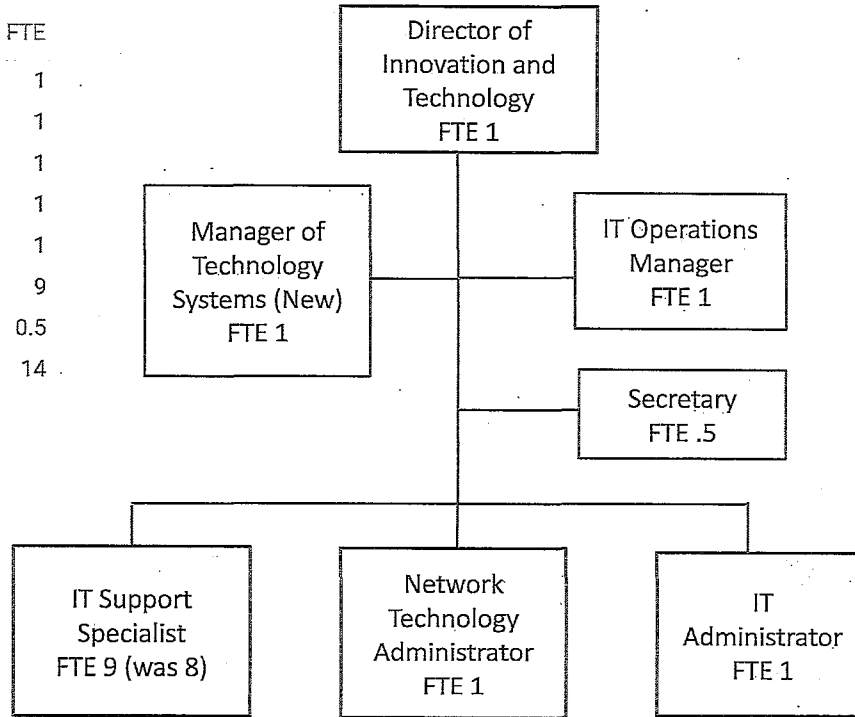 FTE
1
1
1
1
1
9
0.5
14
Director of
Innovation and
Technology
FTE 1
Manager of
Technology
Systems (New)
FTE 1
IT Operations
Manager
FTE 1
Secretary
FTE .5
IT Support
Specialist
FTE 9 (was 8)
Network
Technology
Administrator
FTE 1
IT
Administrator
FTE 1